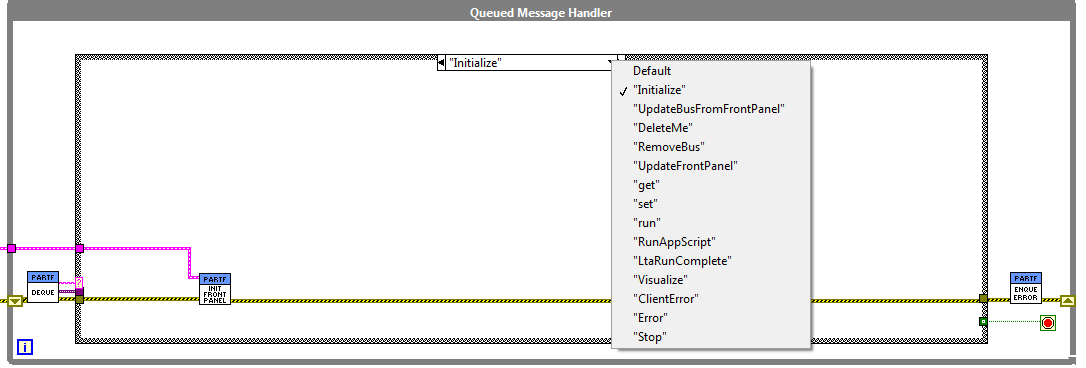 Queued Message Handler
"Initialize"
Default
"Initialize"
"UpdateBusFromFrontPanel"
"DeleteMe"
"RemoveBus"
"UpdateFrontPanel"
"get"
"set"
"run"
"RunAppScript"
"LtaRunComplete"
"Visualize"
"ClientError"
"Error"
"Stop"
PARTF
DEQUE
?
PARTF
INIT
FRONT
PANEL
PARTF
ENQUE
ERROR
i